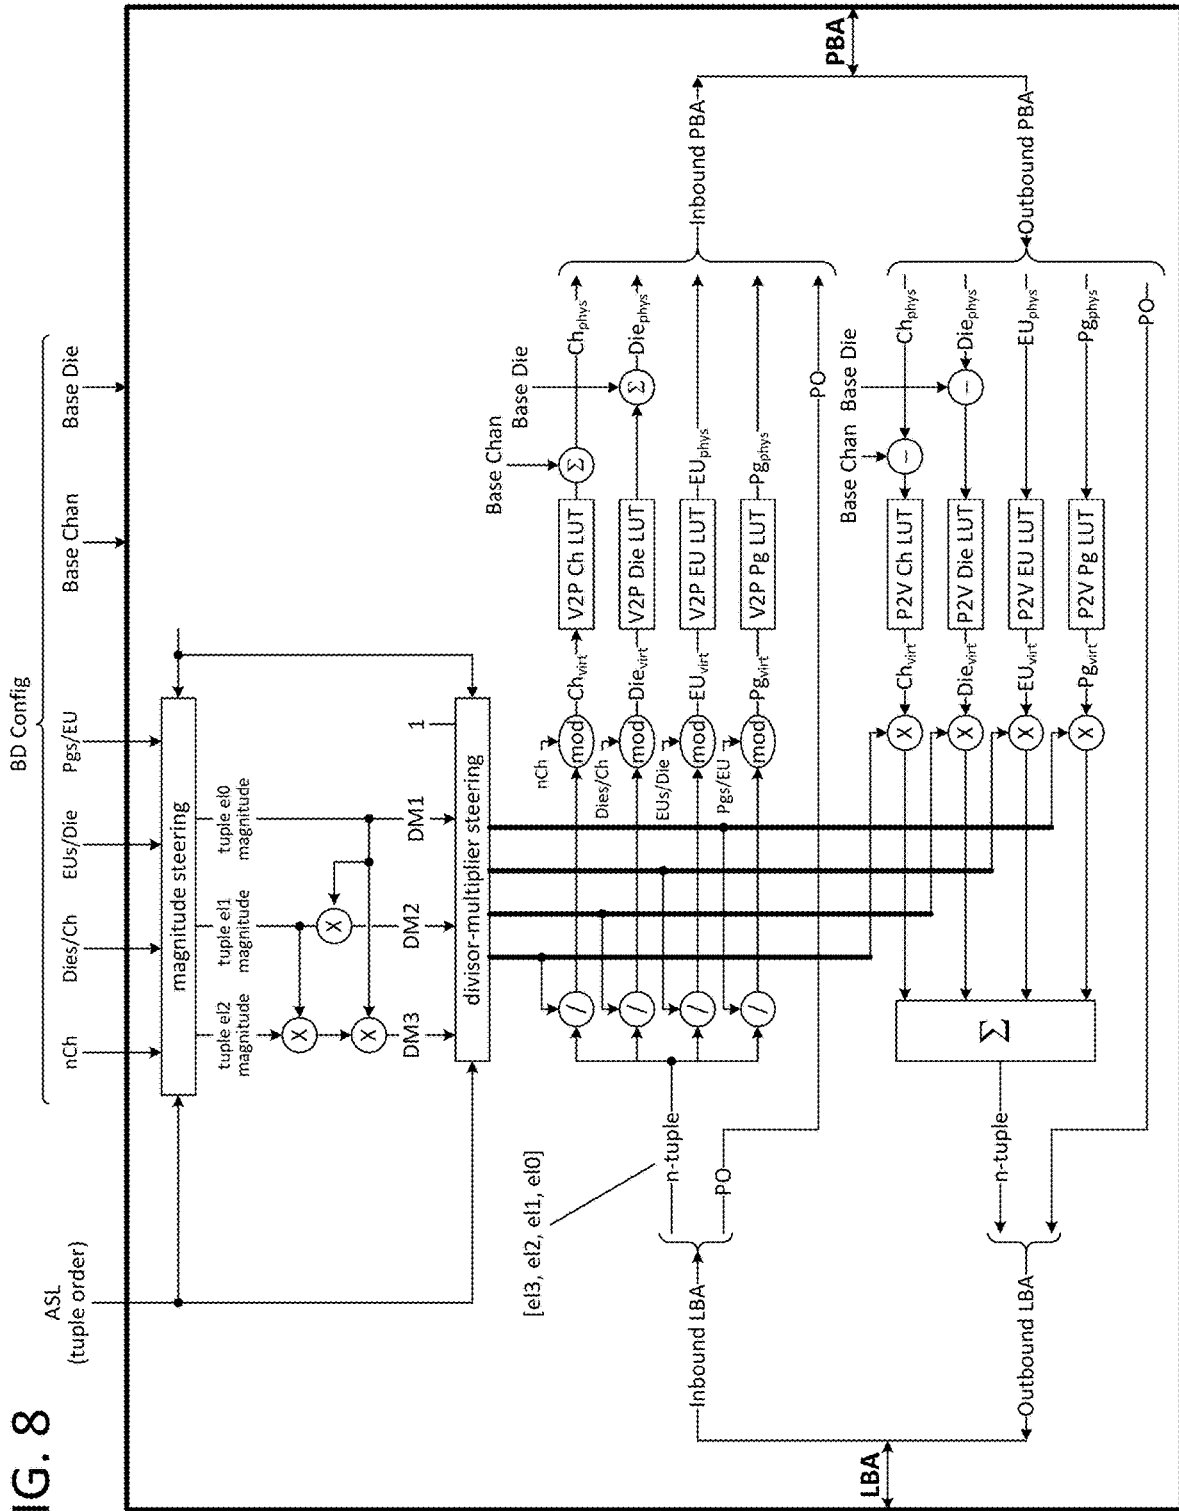 IG. 8
BD Config
ASL
(tuple order)
nCh
Dies/Ch
EUs/Die
Pgs/EU
Base Chan
Base Die
magnitude steering
tuple el2
magnitude
tuple el1
magnitude
tuple el0
magnitude
X
X
X
DM3
DM2
DM1
1
divisor-multiplier steering
[el3, el2, el1, el0]
LBA
Inbound LBA
n-tuple
PO
/
/
/
/
nCh
mod
Dies/Ch
mod
EUs/Die
mod
Pgs/EU
mod
Chvirt
Dievirt
EUvirt
Pgvirt
V2P Ch LUT
V2P Die LUT
V2P EU LUT
V2P Pg LUT
Base Chan
Σ
Base Die
Σ
Chphys
Diephys
EUphys
Pgphys
PO
Inbound PBA
PBA
Outbound PBA
Chphys
Diephys
EUphys
Pgphys
PO
Base Chan
Base Die
−
−
P2V Ch LUT
P2V Die LUT
P2V EU LUT
P2V Pg LUT
Chvirt
Dievirt
EUvirt
Pgvirt
X
X
X
X
Σ
n-tuple
Outbound LBA